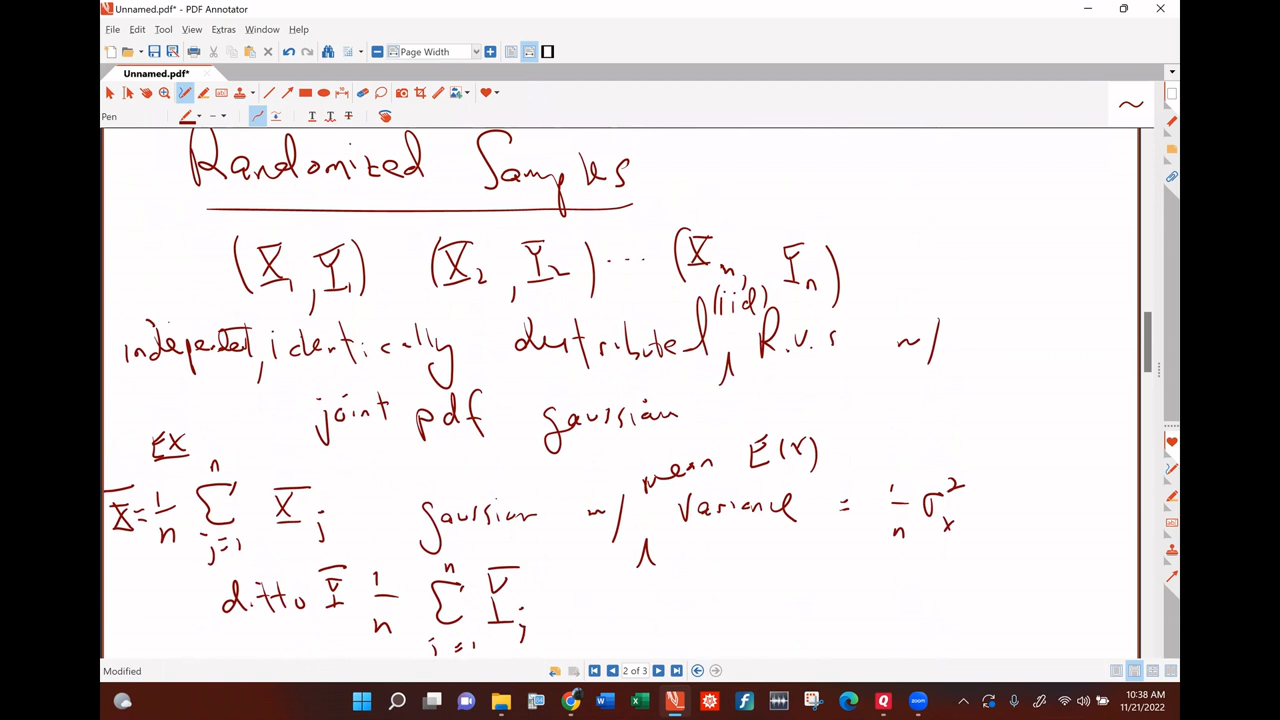 Unnamed.pdf* - PDF Annotator
File Edit Tool View Extras Window Help
Page Width
Unnamed.pdf*
Pen
Randomized Samples
(X₁, Y₁) (X₂, Y₂) ... (Xₙ, Yₙ)
independent, identically distributed (iid) R.V.s w/
joint pdf gaussian
EX
X̄ = 1/n ∑ⁿⱼ₌₁ Xⱼ gaussian w/ mean E(X) variance = 1/n σₓ²
ditto Ȳ 1/n ∑ⁿⱼ₌₁ Yⱼ
Modified
2 of 3
10:38 AM
11/21/2022